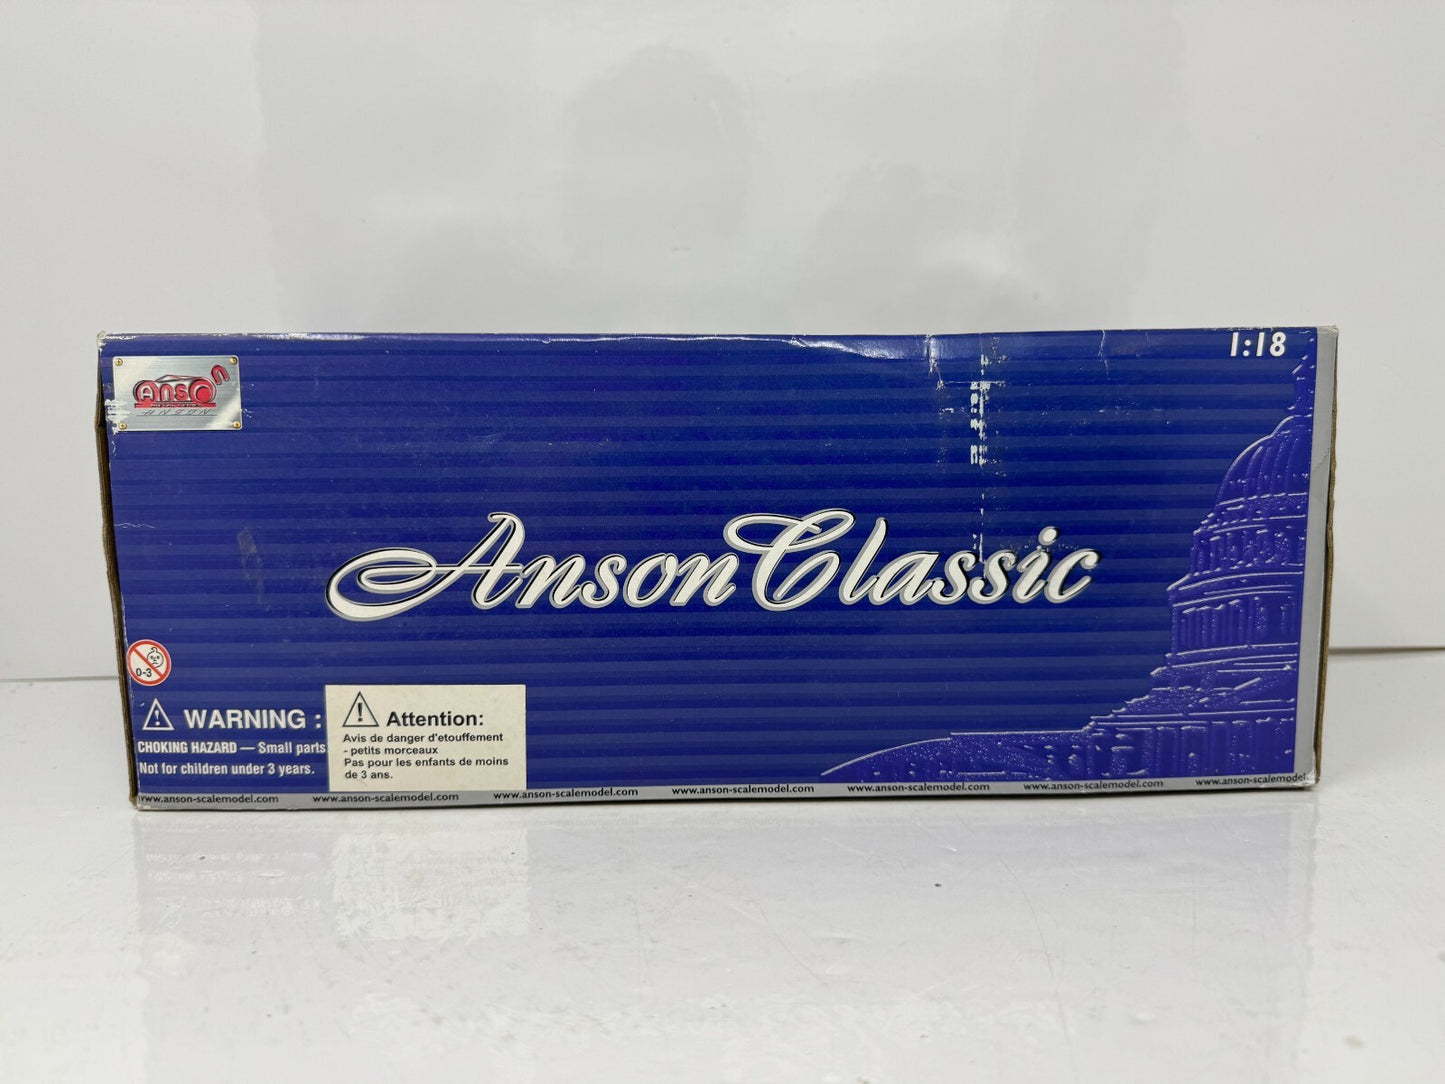 1:18
Anson
ANSON
Anson Classic
0-3
WARNING :
CHOKING HAZARD — Small parts
Not for children under 3 years.
Attention:
Avis de danger d'etouffement
- petits morceaux
Pas pour les enfants de moins
de 3 ans.
www.anson-scalemodel.com www.anson-scalemodel.com www.anson-scalemodel.com www.anson-scalemodel.com www.anson-scalemodel.com www.anson-scalemodel.com www.anson-scalemodel.com